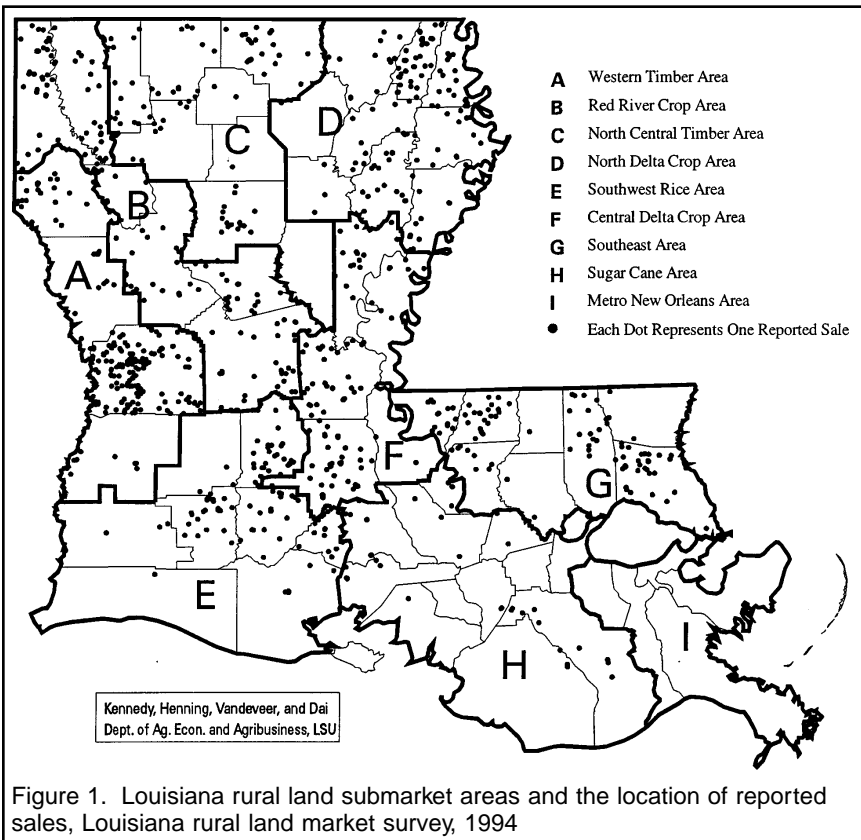 A Western Timber Area
B Red River Crop Area
C North Central Timber Area
D North Delta Crop Area
E Southwest Rice Area
F Central Delta Crop Area
G Southeast Area
H Sugar Cane Area
I Metro New Orleans Area
● Each Dot Represents One Reported Sale
D
C
B
A
F
G
E
H
I
Kennedy, Henning, Vandeveer, and Dai
Dept. of Ag. Econ. and Agribusiness, LSU
Figure 1. Louisiana rural land submarket areas and the location of reported
sales, Louisiana rural land market survey, 1994